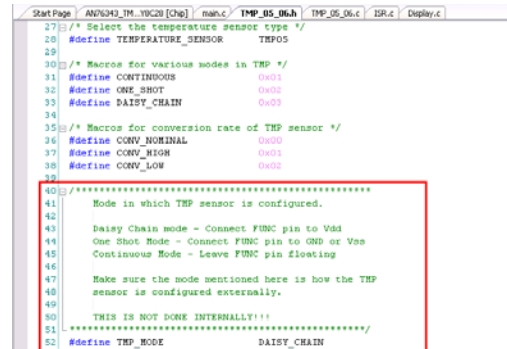 Start Page AN76343_TM...Y8C28 [Chip] main.c TMP_05_06.h TMP_05_06.c ISR.c Display.c
27 /* Select the temperature sensor type */
28 #define TEMPERATURE_SENSOR TMP05
29
30 /* Macros for various modes in TMP */
31 #define CONTINUOUS 0x01
32 #define ONE_SHOT 0x02
33 #define DAISY_CHAIN 0x03
34
35 /* Macros for conversion rate of TMP sensor */
36 #define CONV_NOMINAL 0x00
37 #define CONV_HIGH 0x01
38 #define CONV_LOW 0x02
39
40 /**************************************************
41 Mode in which TMP sensor is configured.
42
43 Daisy Chain mode - Connect FUNC pin to Vdd
44 One Shot Mode - Connect FUNC pin to GND or Vss
45 Continuous Mode - Leave FUNC pin floating
46
47 Make sure the mode mentioned here is how the TMP
48 sensor is configured externally.
49
50 THIS IS NOT DONE INTERNALLY!!!
51 **************************************************/
52 #define TMP_MODE DAISY_CHAIN